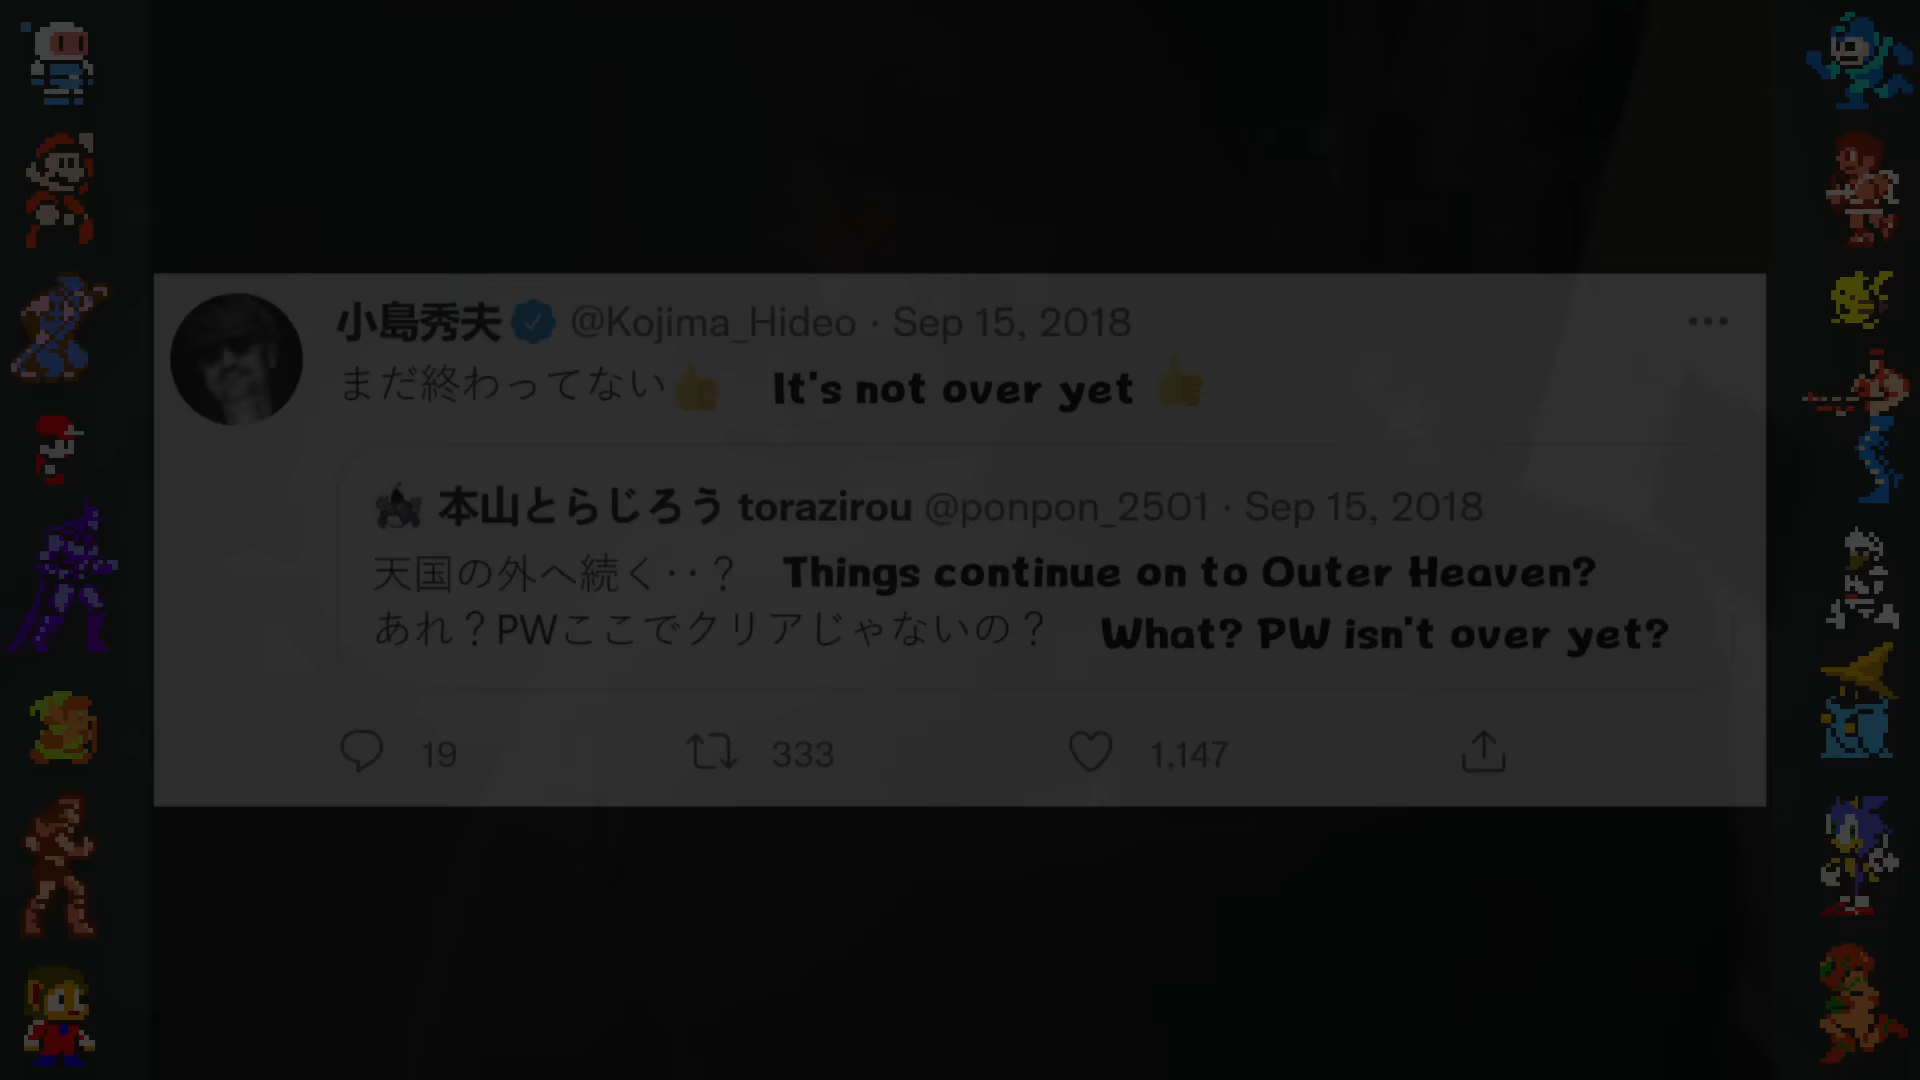 小島秀夫 @Kojima_Hideo · Sep 15, 2018
まだ終わってない👍 It's not over yet 👍
本山とらじろう torazirou @ponpon_2501 · Sep 15, 2018
天国の外へ続く‥？ Things continue on to Outer Heaven?
あれ？PWここでクリアじゃないの？ What? PW isn't over yet?
19 333 1,147